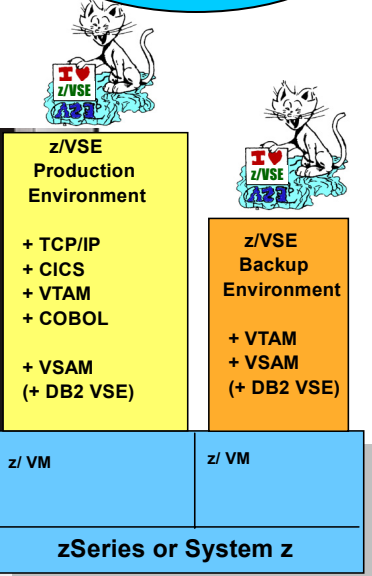 I ♥
z/VSE
z/VSE
Production
Environment
+ TCP/IP
+ CICS
+ VTAM
+ COBOL
+ VSAM
(+ DB2 VSE)
I ♥
z/VSE
z/VSE
Backup
Environment
+ VTAM
+ VSAM
(+ DB2 VSE)
z/ VM
z/ VM
zSeries or System z